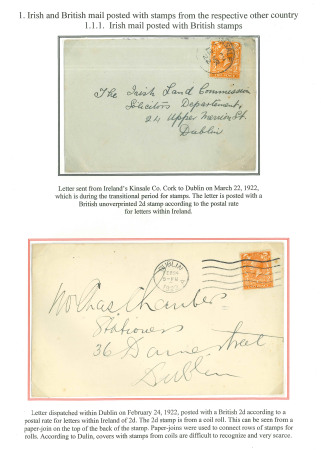 1. Irish and British mail posted with stamps from the respective other country
1.1.1. Irish mail posted with British stamps
The Irish Land Commission
Solicitors Department
24 Upper Merrion St
Dublin
Letter sent from Ireland's Kinsale Co. Cork to Dublin on March 22, 1922,
which is during the transitional period for stamps. The letter is posted with a
British unoverprinted 2d stamp according to the postal rate
for letters within Ireland.
DUBLIN
Chas. Chambers
Stationers
36 Dame Street
Dublin
Letter dispatched within Dublin on February 24, 1922, posted with a British 2d according to a
postal rate for letters within Ireland of 2d. The 2d stamp is from a coil roll. This can be seen from a
paper-join on the top of the back of the stamp. Paper-joins were used to connect rows of stamps for
rolls. According to Dulin, covers with stamps from coils are difficult to recognize and very scarce.